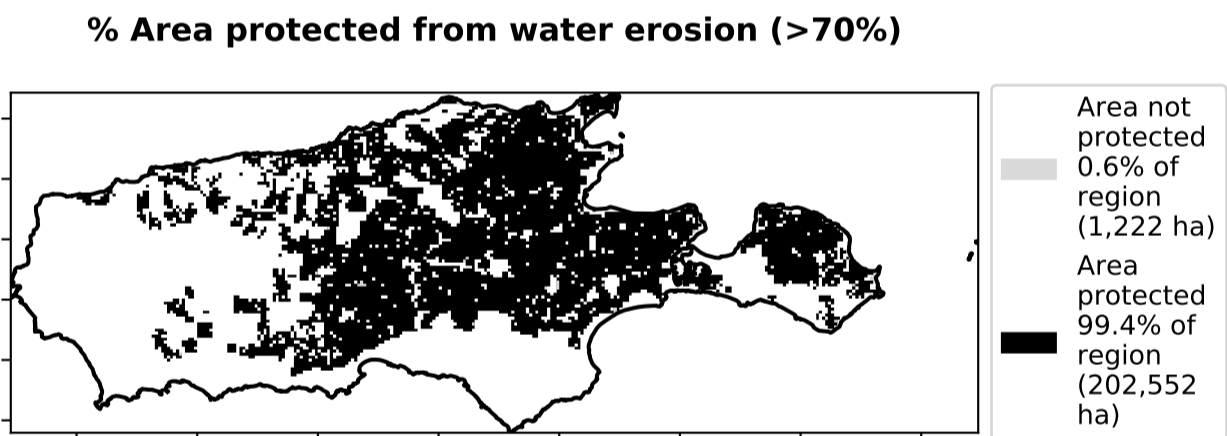 % Area protected from water erosion (>70%)
Area not
protected
0.6% of
region
(1,222 ha)
Area
protected
99.4% of
region
(202,552
ha)